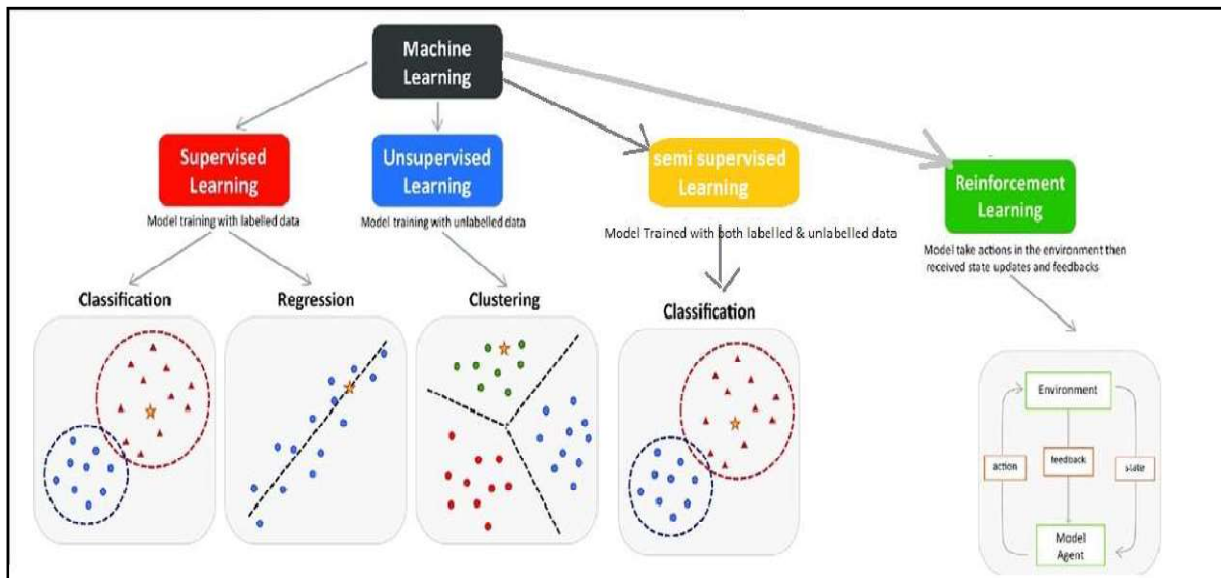 Machine
Learning
Supervised
Learning
Unsupervised
Learning
semi supervised
Learning
Reinforcement
Learning
Model training with labelled data
Model training with unlabelled data
Model Trained with both labelled & unlabelled data
Model take actions in the environment then
received state updates and feedbacks
Classification
Regression
Clustering
Classification
Environment
action
feedback
state
Model
Agent